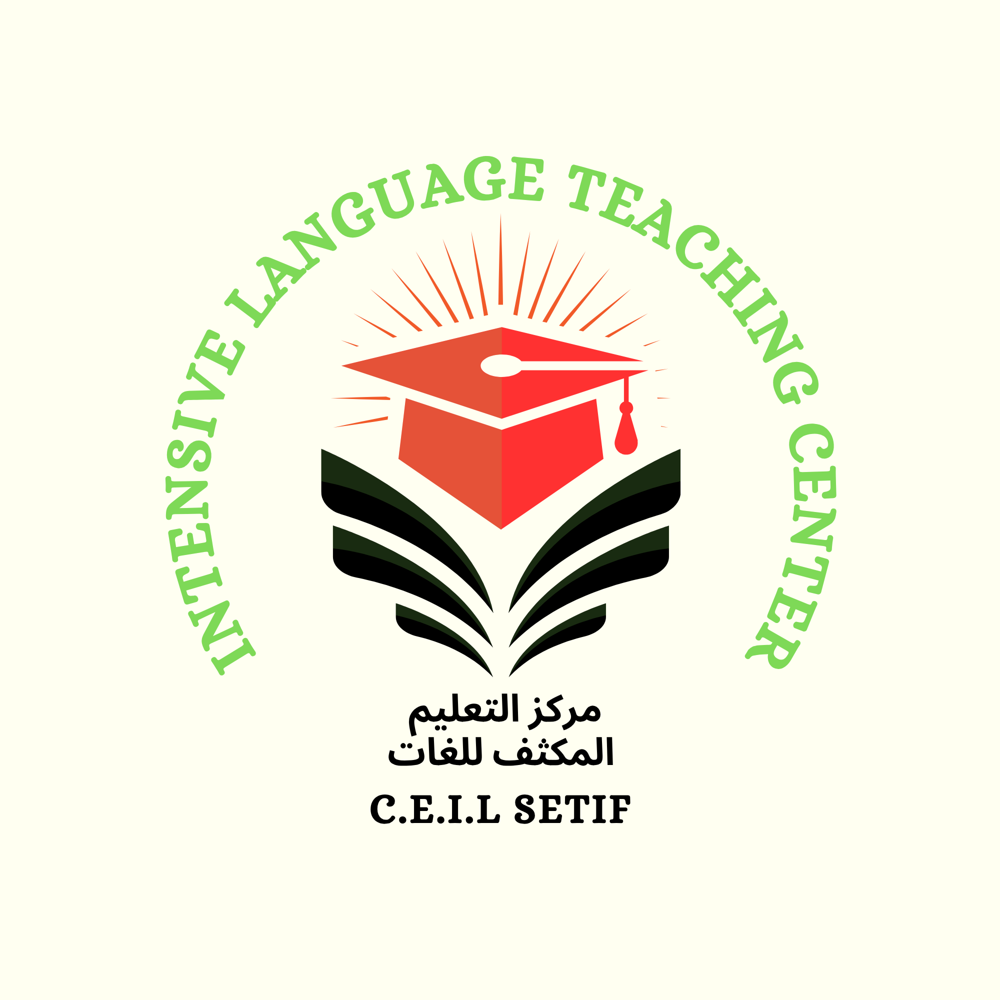 INTENSIVE LANGUAGE TEACHING CENTER
مركز التعليم
المكثف للغات
C.E.I.L SETIF